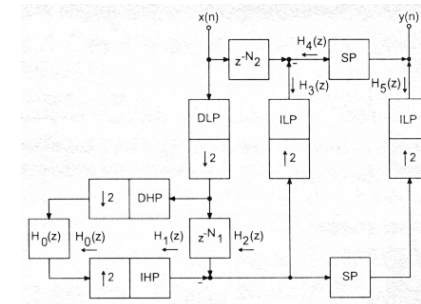 x(n) y(n)
H₄(z)
z⁻ᴺ² - SP
H₃(z) H₅(z)
DLP ILP ILP
↓2 ↑2 ↑2
↓2 DHP
H₀(z) H₀(z) H₁(z) z⁻ᴺ¹ H₂(z)
↑2 IHP - SP